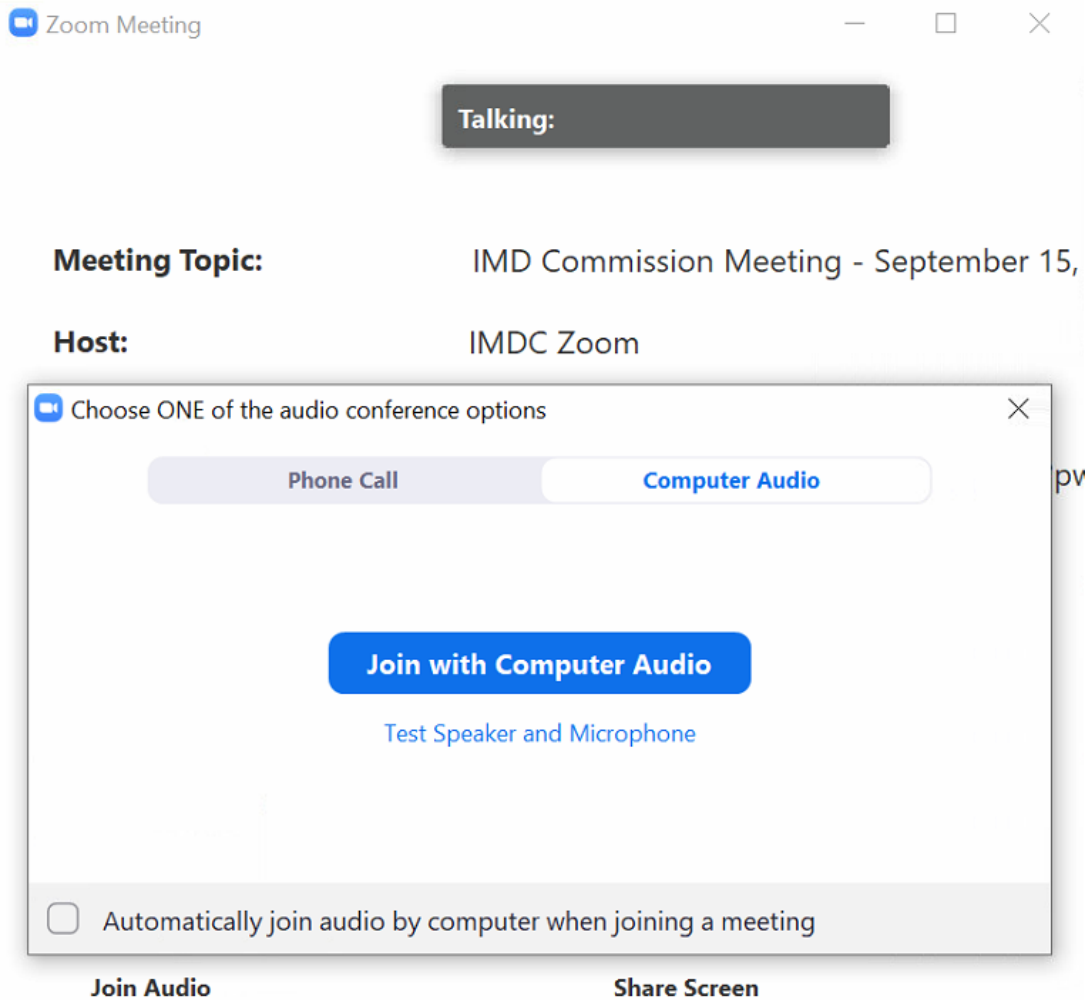 Zoom Meeting
Talking:
Meeting Topic: IMD Commission Meeting - September 15,
Host: IMDC Zoom
Choose ONE of the audio conference options
Phone Call Computer Audio
pw
Join with Computer Audio
Test Speaker and Microphone
Automatically join audio by computer when joining a meeting
Join Audio Share Screen